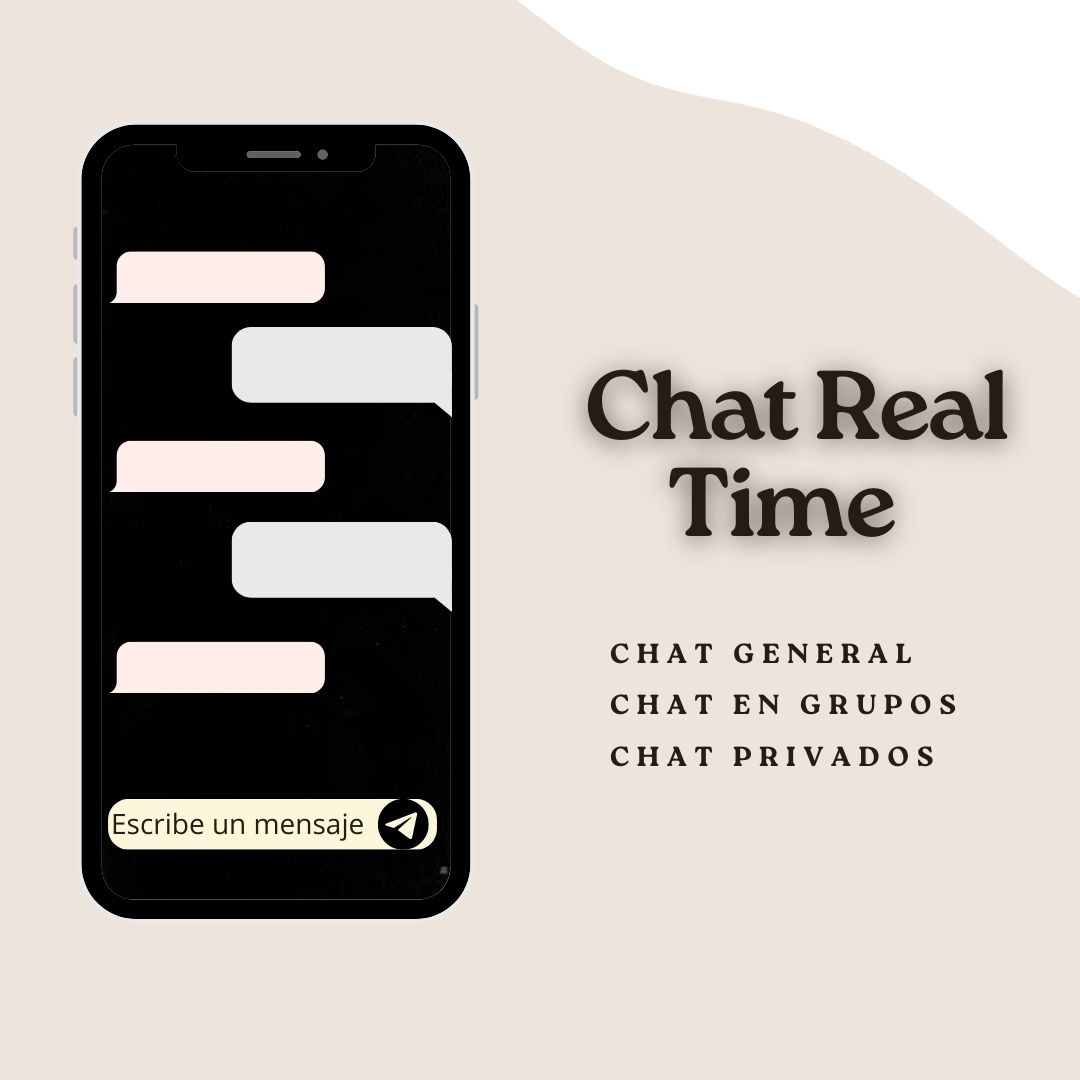 Chat Real
Time
CHAT GENERAL
CHAT EN GRUPOS
CHAT PRIVADOS
Escribe un mensaje